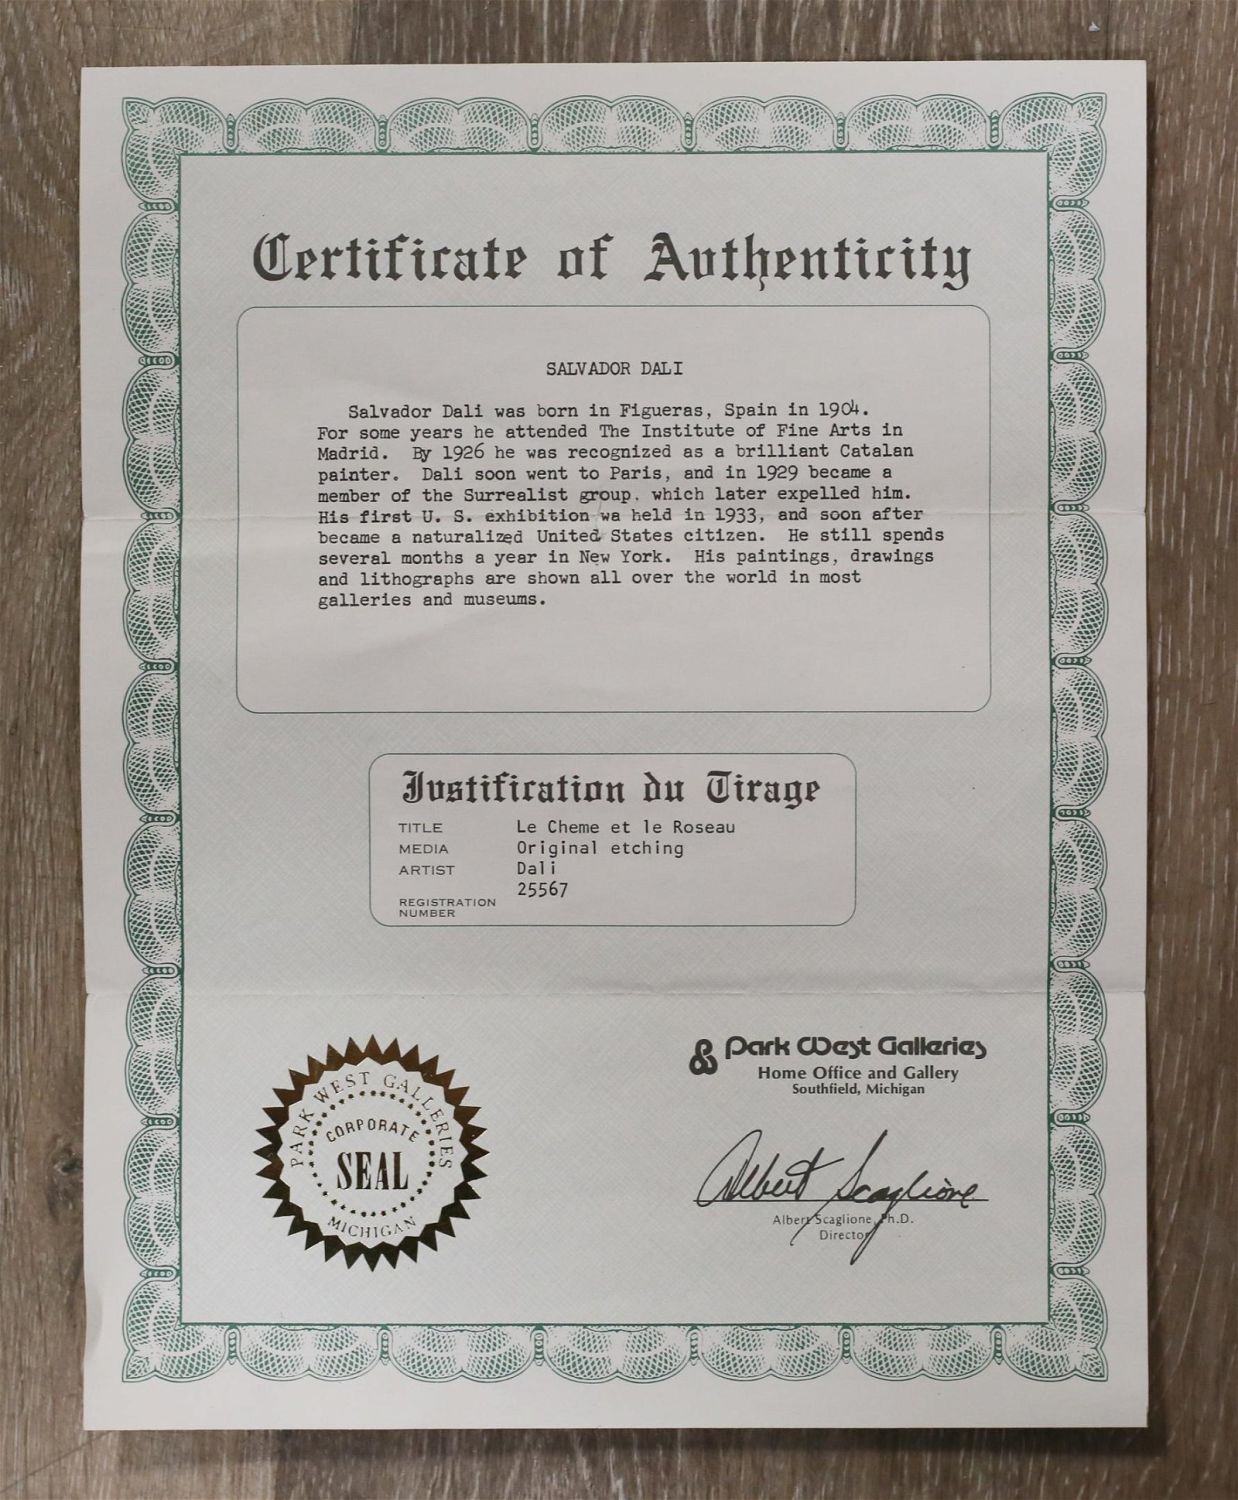 Certificate of Authenticity
SALVADOR DALI
Salvador Dali was born in Figueras, Spain in 1904.
For some years he attended The Institute of Fine Arts in
Madrid. By 1926 he was recognized as a brilliant Catalan
painter. Dali soon went to Paris, and in 1929 became a
member of the Surrealist group. which later expelled him.
His first U. S. exhibition wa held in 1933, and soon after
became a naturalized United States citizen. He still spends
several months a year in New York. His paintings, drawings
and lithographs are shown all over the world in most
galleries and museums.
Justification du Tirage
TITLE Le Cheme et le Roseau
MEDIA Original etching
ARTIST Dali
25567
REGISTRATION
NUMBER
PARK WEST GALLERIES
CORPORATE
SEAL
MICHIGAN
Park West Galleries
Home Office and Gallery
Southfield, Michigan
Albert Scaglione
Albert Scaglione, Ph.D.
Director